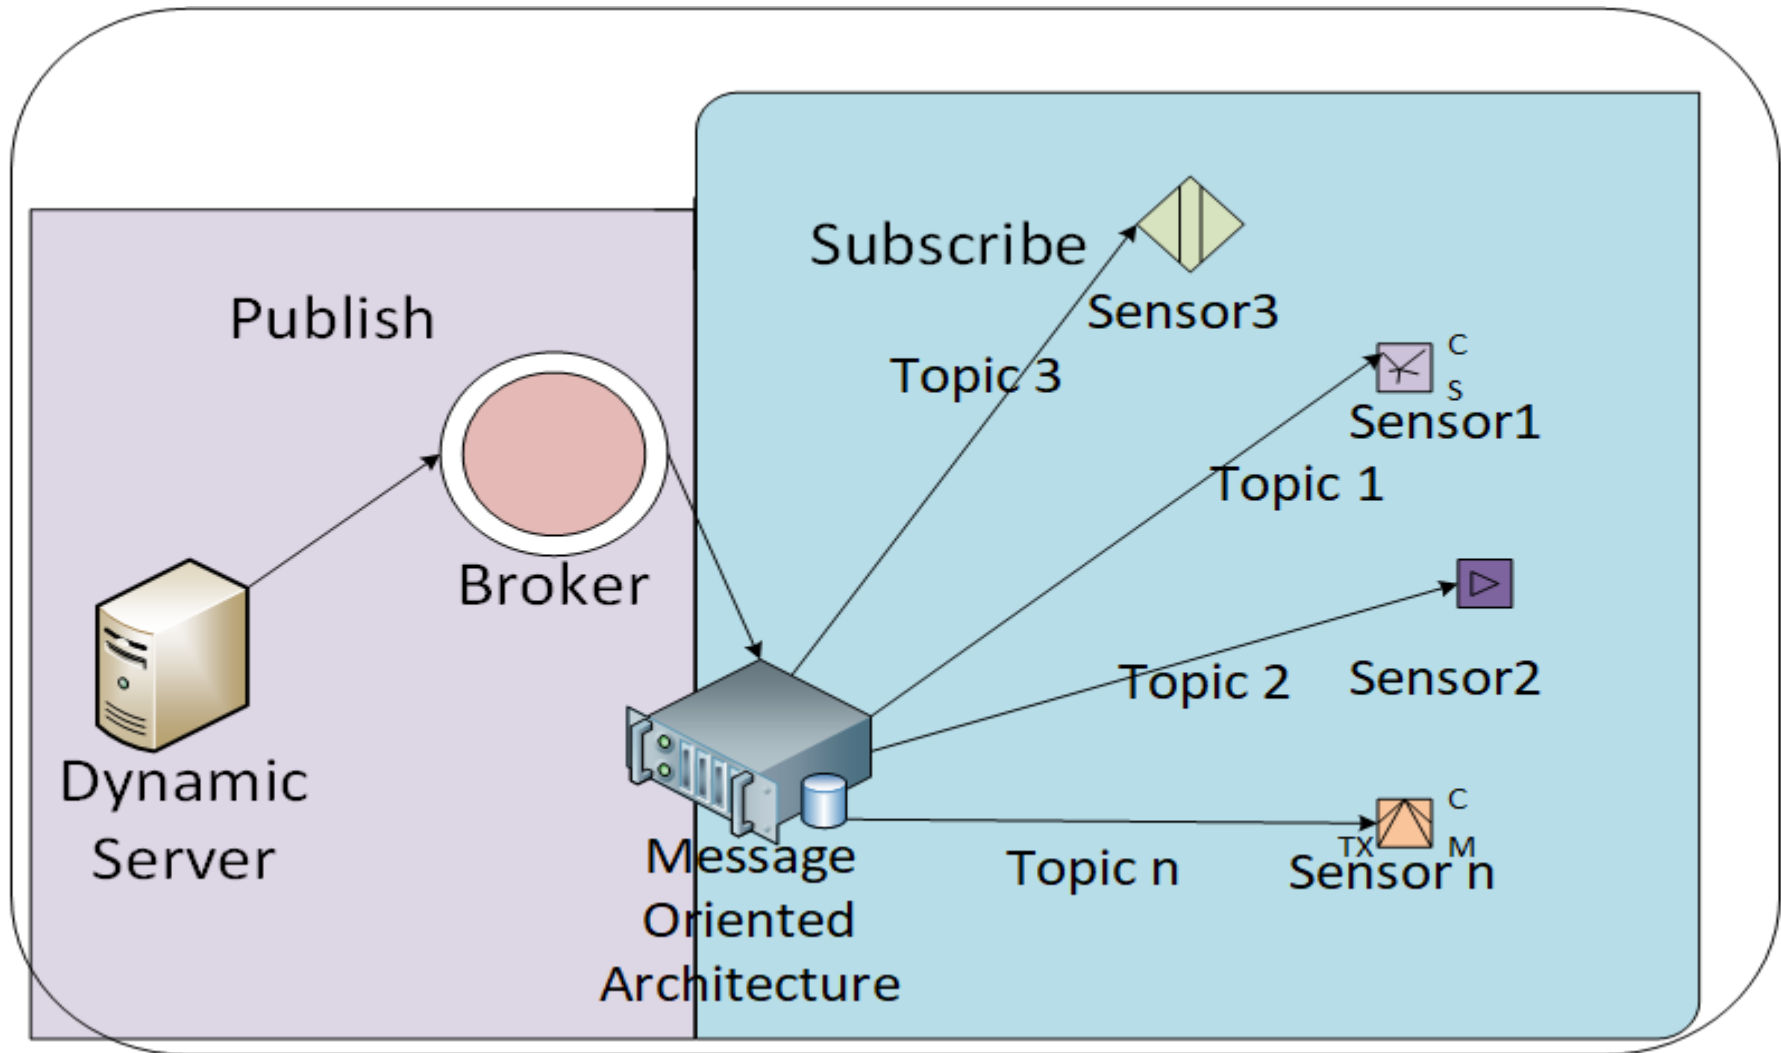 Subscribe
Publish
Sensor3
Topic 3
C
S
Sensor1
Topic 1
Broker
Topic 2
Sensor2
Dynamic
Server
C
TX
M
Topic n
Sensor n
Message
Oriented
Architecture